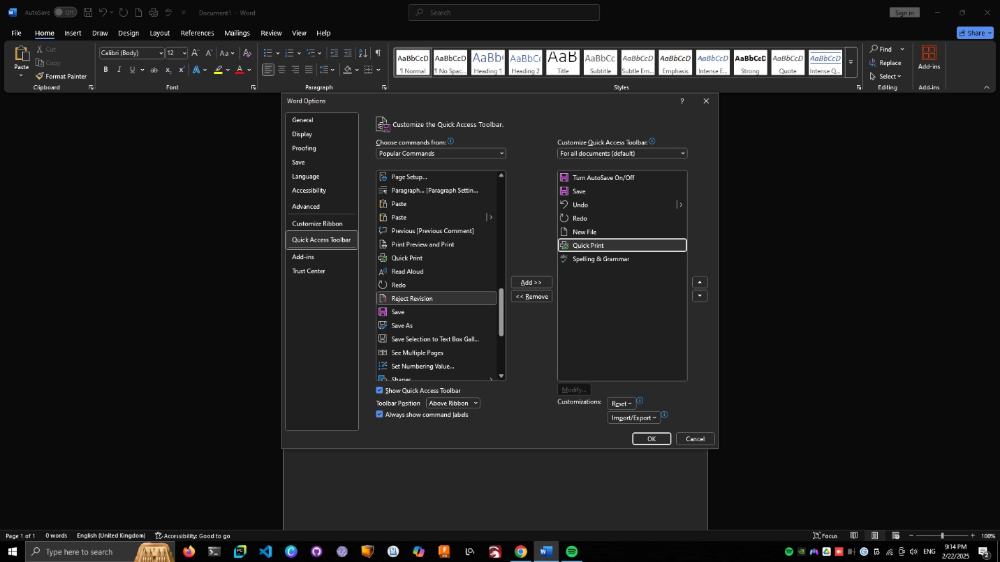 AutoSave Off
Document1 - Word
Search
Sign in
File Home Insert Draw Design Layout References Mailings Review View Help
Share
Paste
Cut
Copy
Format Painter
Clipboard
Calibri (Body) 12
Font
Paragraph
AaBbCcD AaBbCcD AaBbC AaBbCc AaB AaBbCc AaBbCcD AaBbCcD AaBbCcD AaBbCcD AaBbCcD AaBbCcD
¶ Normal ¶ No Spac... Heading 1 Heading 2 Title Subtitle Subtle Em... Emphasis Intense E... Strong Quote Intense Q...
Styles
Find
Replace
Select
Editing
Add-ins
Add-ins
Word Options
General
Display
Proofing
Save
Language
Accessibility
Advanced
Customize Ribbon
Quick Access Toolbar
Add-ins
Trust Center
Customize the Quick Access Toolbar.
Choose commands from:
Popular Commands
Page Setup...
Paragraph... [Paragraph Settin...
Paste
Paste
Previous [Previous Comment]
Print Preview and Print
Quick Print
Read Aloud
Redo
Reject Revision
Save
Save As
Save Selection to Text Box Gall...
See Multiple Pages
Set Numbering Value...
Shapes
Show Quick Access Toolbar
Toolbar Position Above Ribbon
Always show command labels
Add >>
<< Remove
Customize Quick Access Toolbar:
For all documents (default)
Turn AutoSave On/Off
Save
Undo
Redo
New File
Quick Print
Spelling & Grammar
Modify...
Customizations: Reset
Import/Export
OK Cancel
Page 1 of 1 0 words English (United Kingdom) Accessibility: Good to go
Focus
100%
Type here to search
ENG
9:14 PM
2/22/2025
2